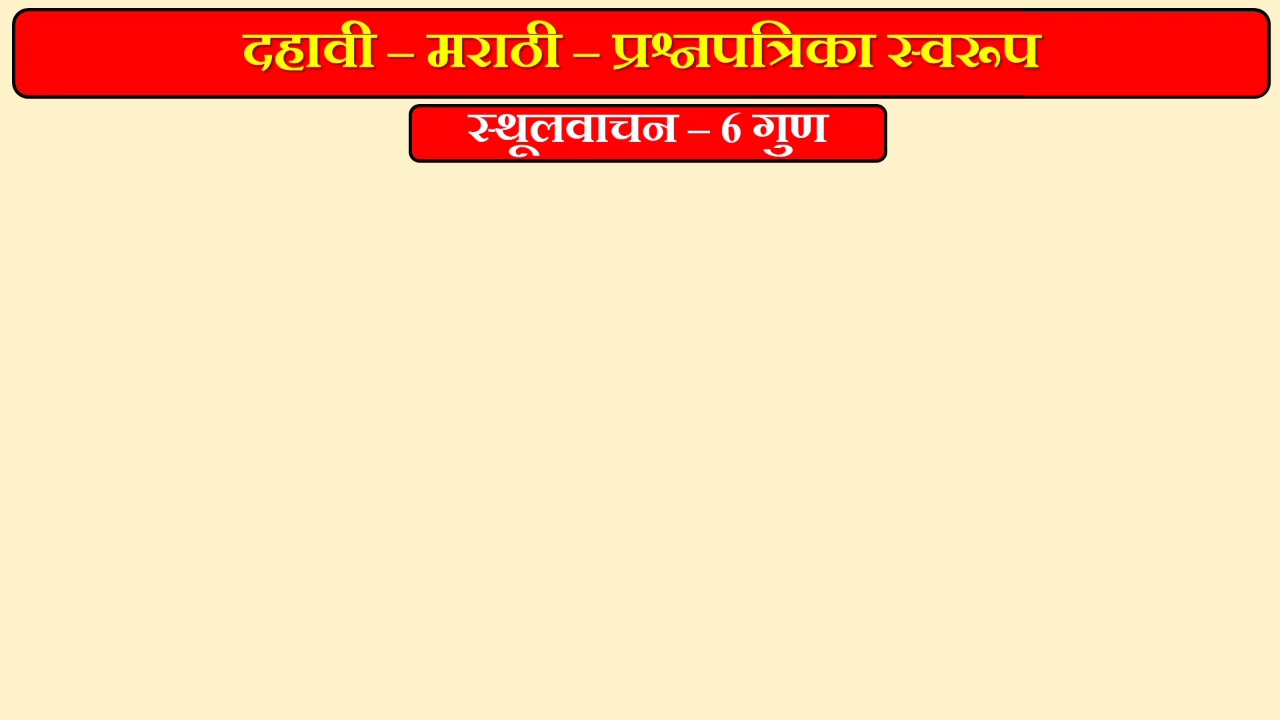 दहावी – मराठी – प्रश्नपत्रिका स्वरूप
स्थूलवाचन – 6 गुण